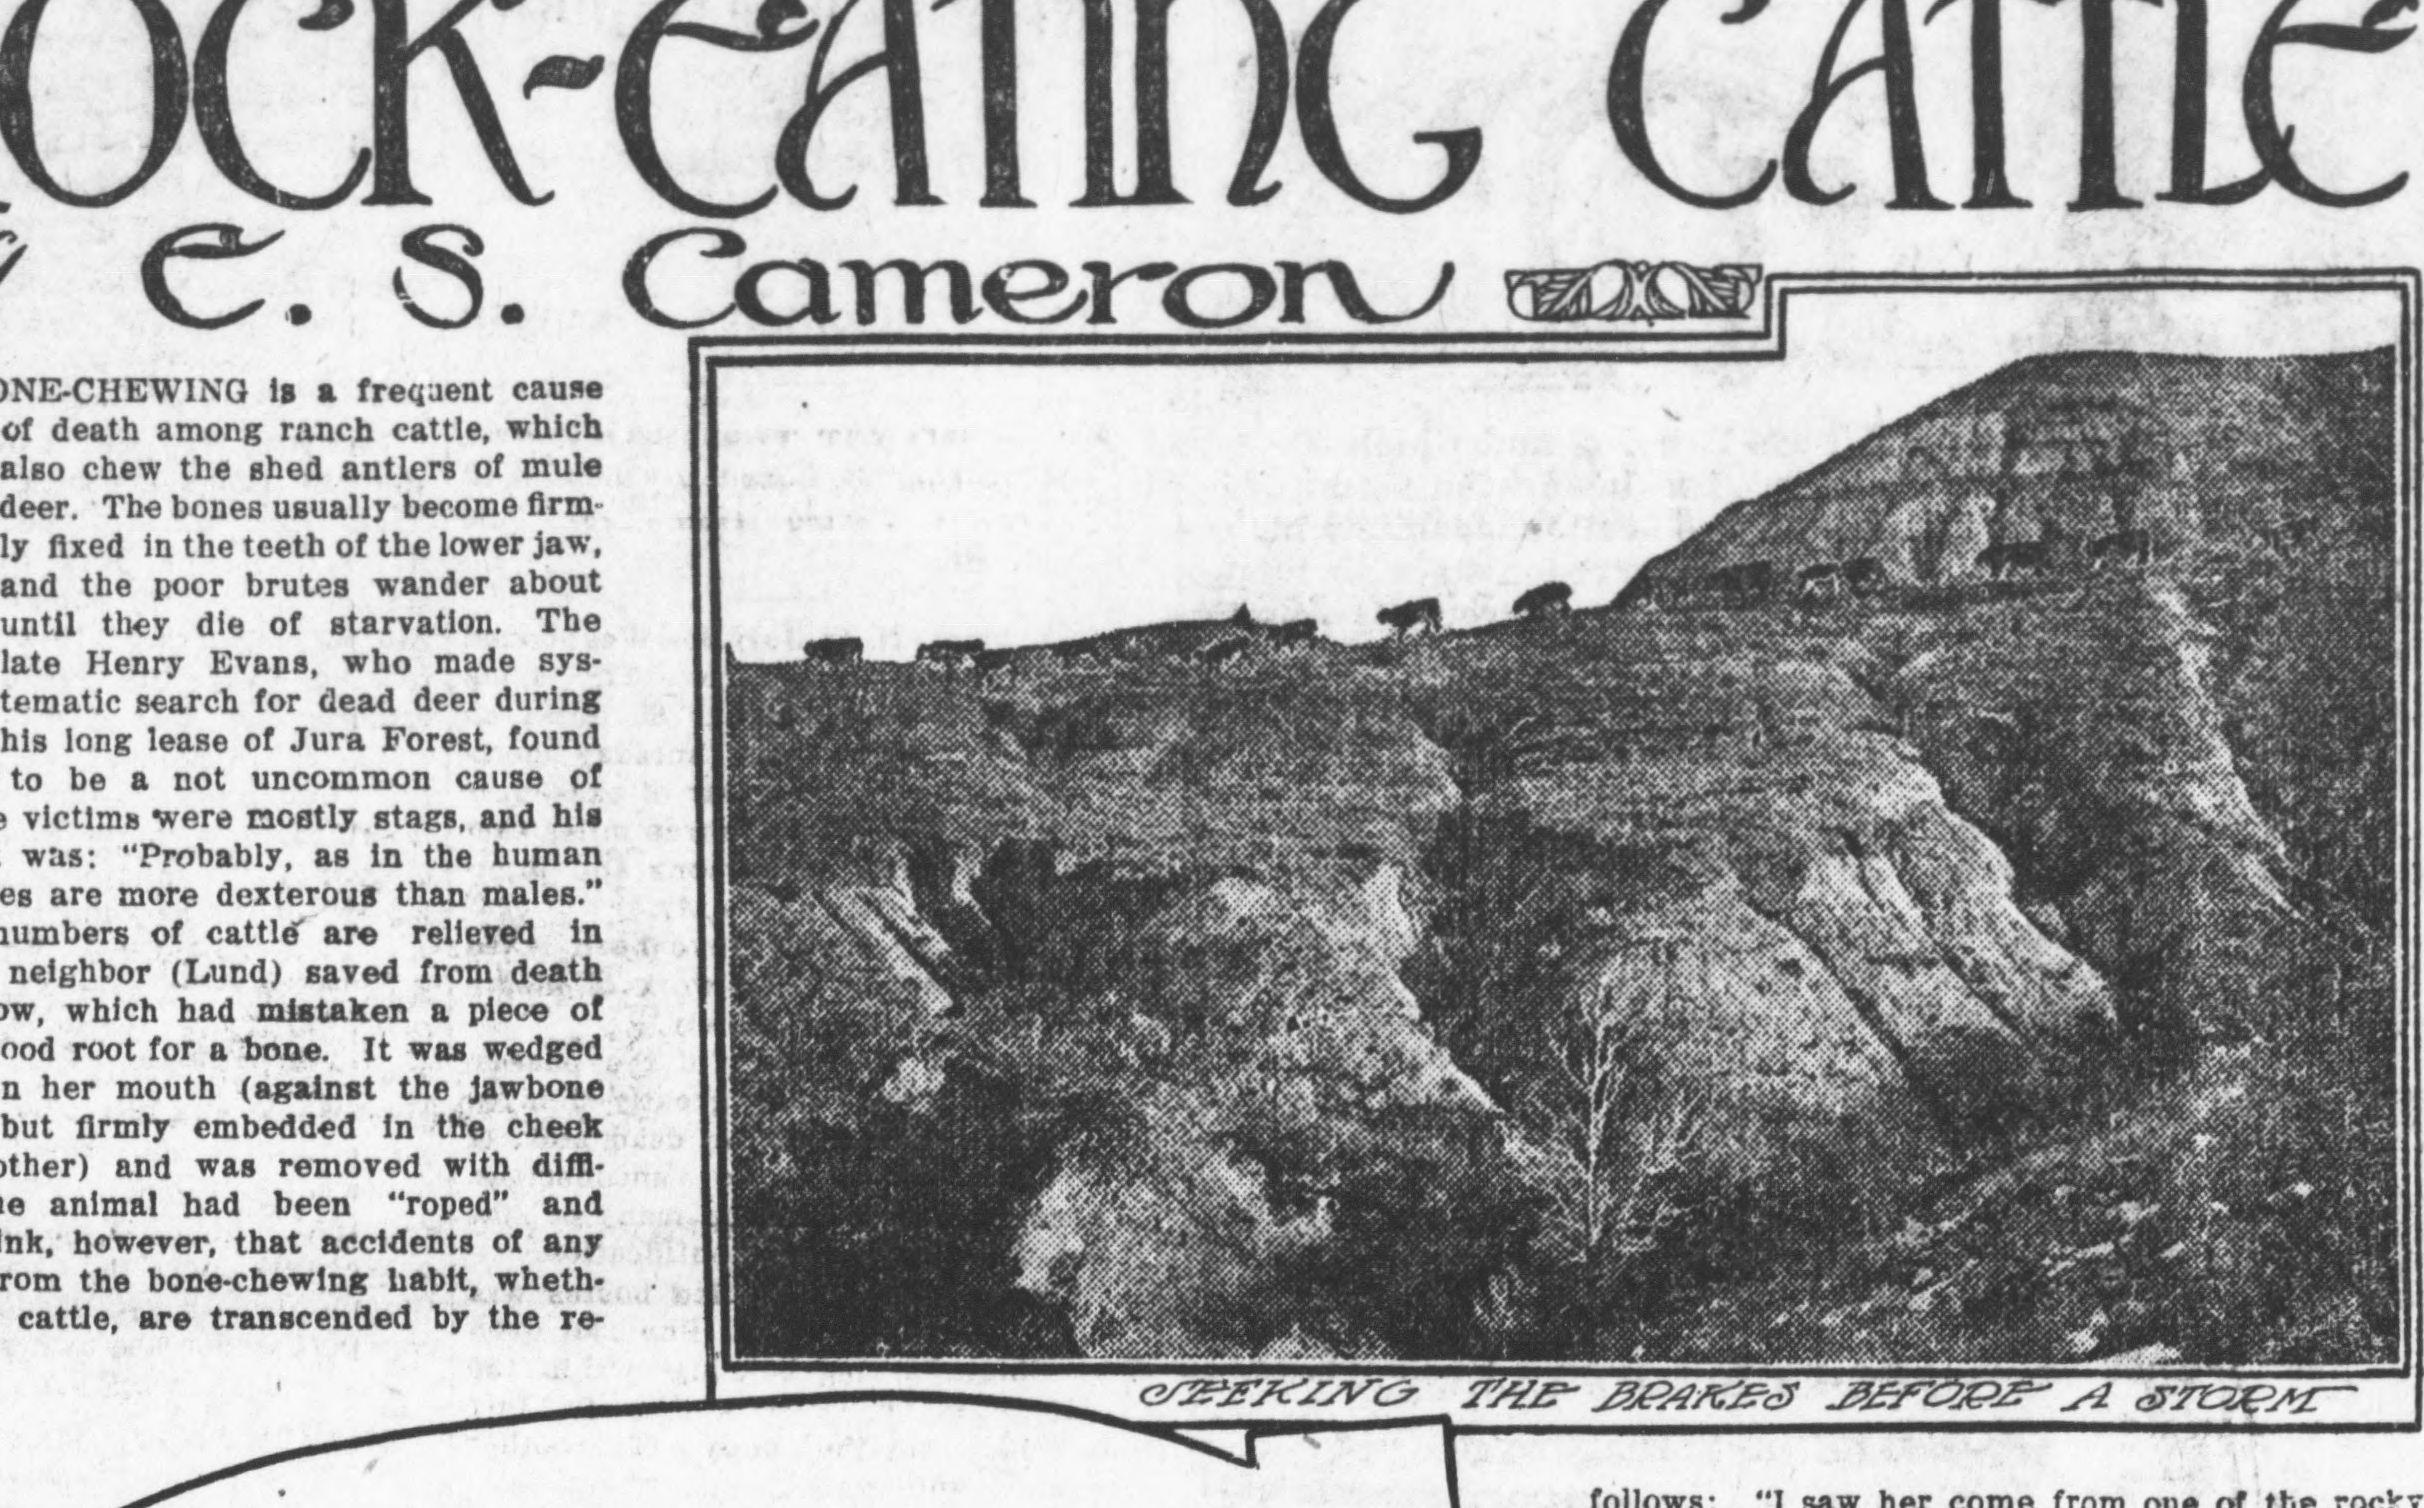 OCK-EATING CATTLE
E. S. Cameron
ONE-CHEWING is a frequent cause
of death among ranch cattle, which
also chew the shed antlers of mule
deer. The bones usually become firm-
ly fixed in the teeth of the lower jaw,
and the poor brutes wander about
until they die of starvation. The
late Henry Evans, who made sys-
tematic search for dead deer during
his long lease of Jura Forest, found
to be a not uncommon cause of
victims were mostly stags, and his
was: "Probably, as in the human
es are more dexterous than males."
numbers of cattle are relieved in
neighbor (Lund) saved from death
ow, which had mistaken a piece of
ood root for a bone. It was wedged
n her mouth (against the jawbone
but firmly embedded in the cheek
other) and was removed with diffi-
e animal had been "roped" and
ink, however, that accidents of any
rom the bone-chewing habit, wheth-
cattle, are transcended by the re-
SEEKING THE BRAKES BEFORE A STORM
follows: "I saw her come from one of the rocky